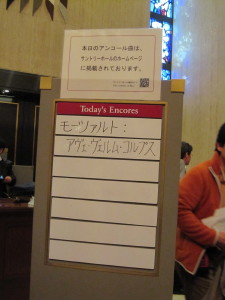 本日のアンコール曲は、
サントリーホールのホームページ
に掲載されております。
Today's Encores
モーツァルト:
アヴェ・ヴェルム・コルプス